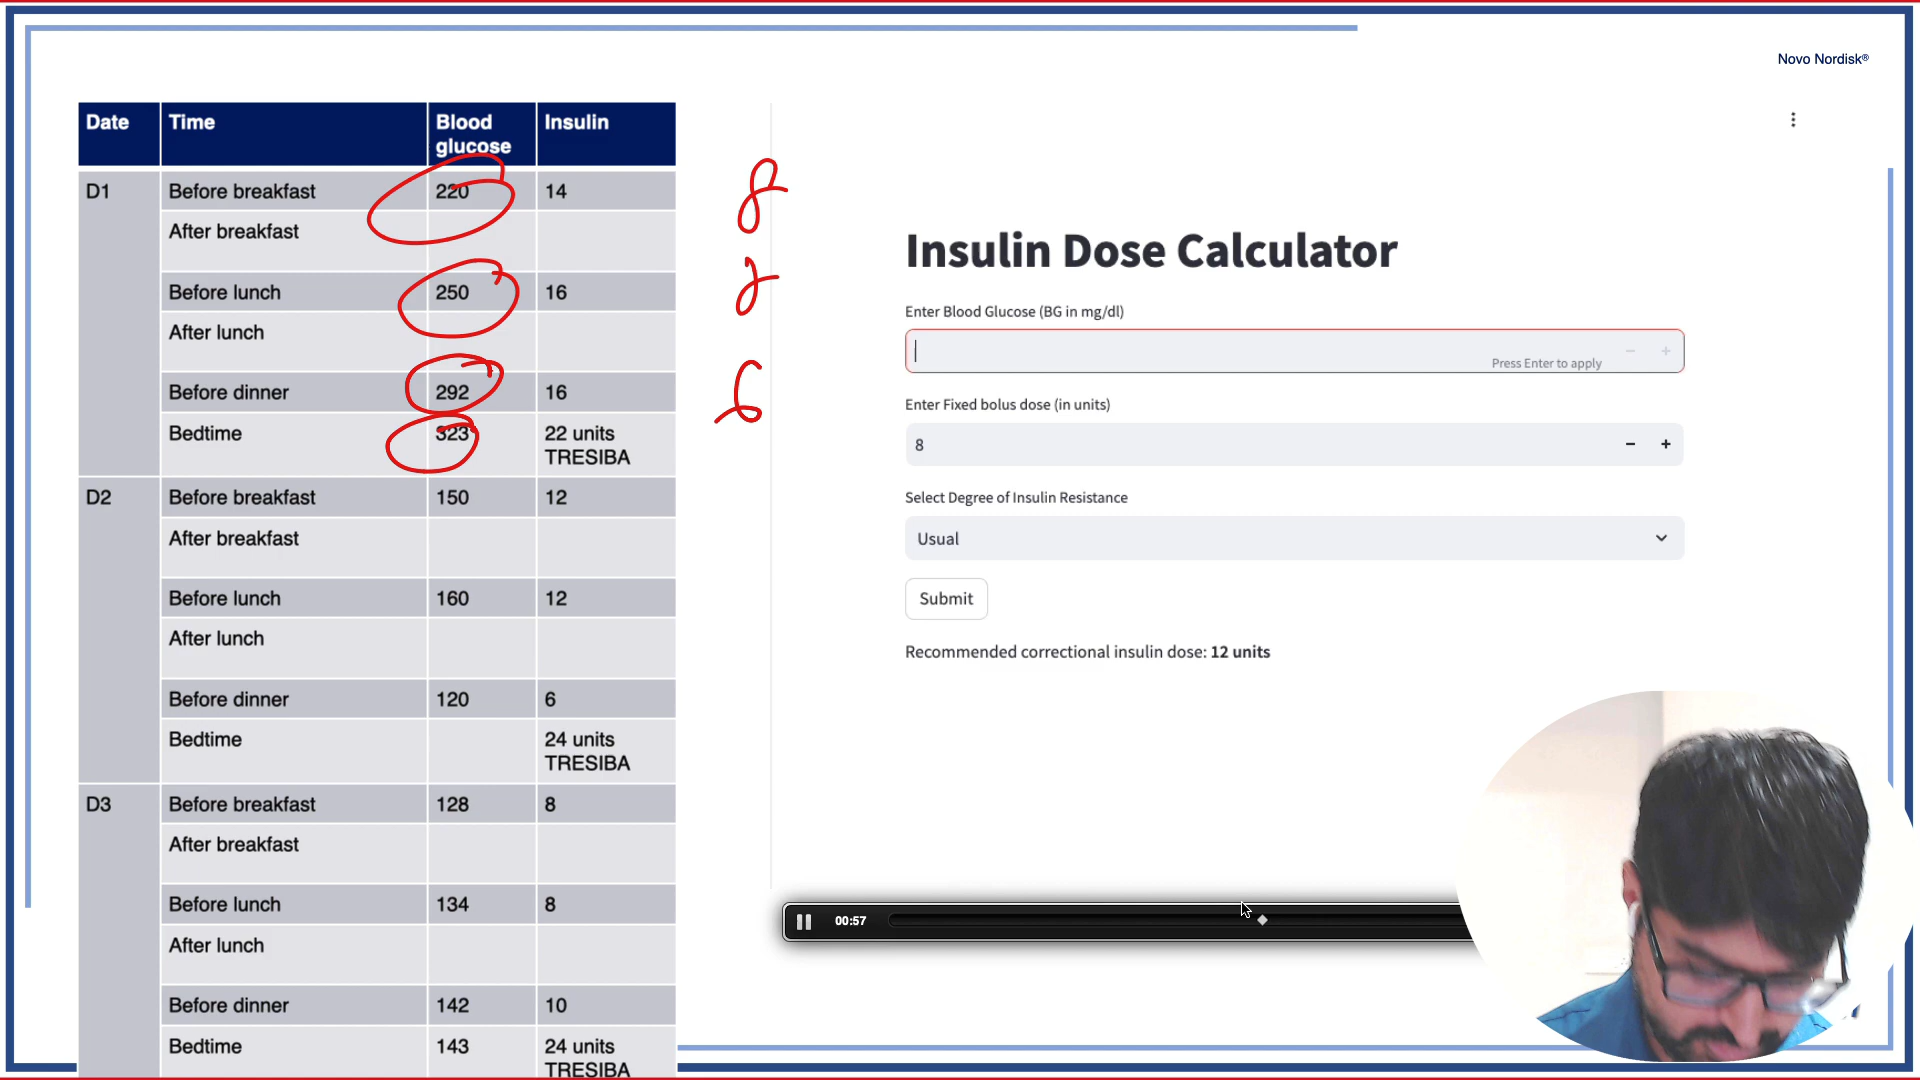 Novo Nordisk®
Date Time Blood glucose Insulin
D1 Before breakfast 220 14
After breakfast
Before lunch 250 16
After lunch
Before dinner 292 16
Bedtime 323 22 units TRESIBA
D2 Before breakfast 150 12
After breakfast
Before lunch 160 12
After lunch
Before dinner 120 6
Bedtime 24 units TRESIBA
D3 Before breakfast 128 8
After breakfast
Before lunch 134 8
After lunch
Before dinner 142 10
Bedtime 143 24 units TRESIBA
8
6
Insulin Dose Calculator
Enter Blood Glucose (BG in mg/dl)
Press Enter to apply
Enter Fixed bolus dose (in units)
8
Select Degree of Insulin Resistance
Usual
Submit
Recommended correctional insulin dose: 12 units
00:57